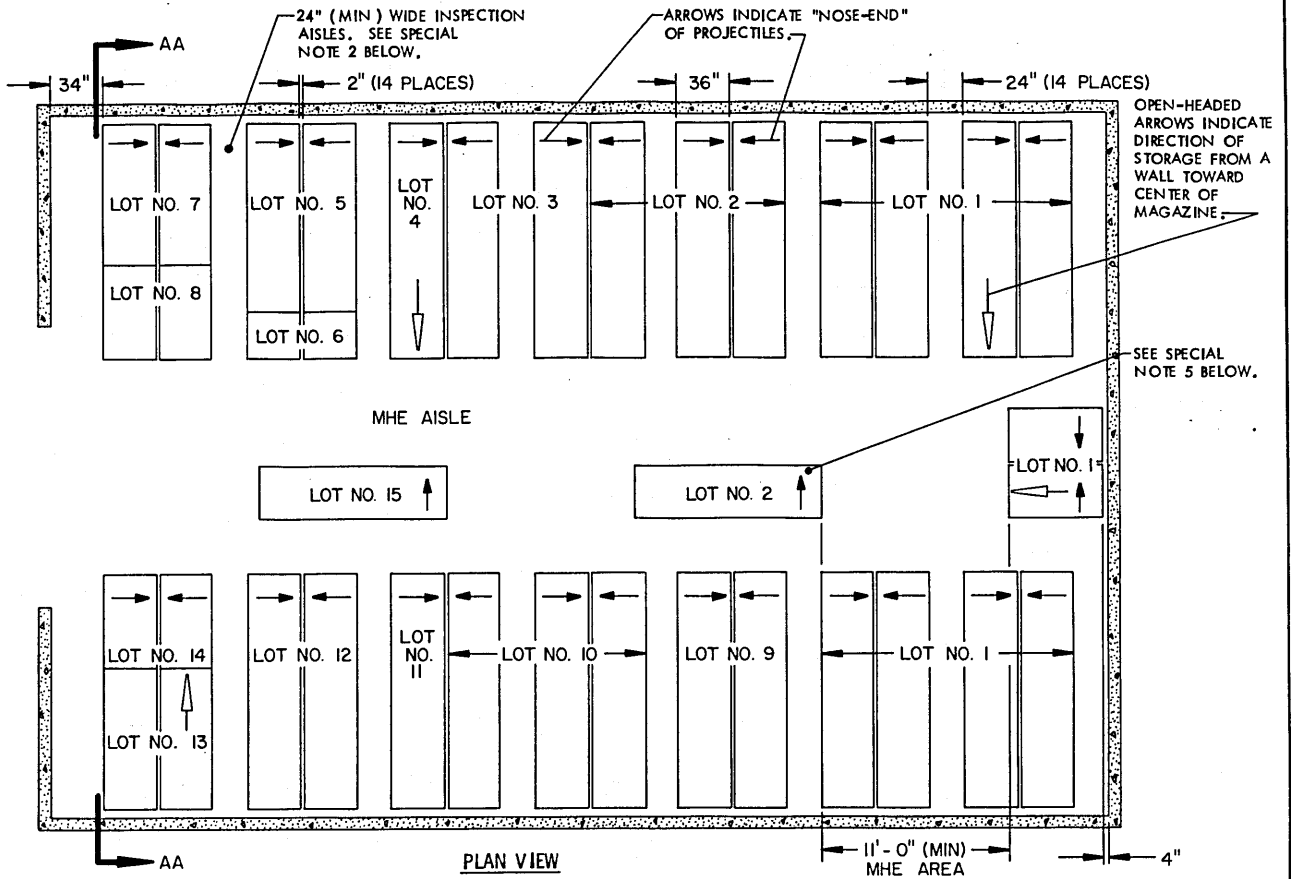 24" (MIN) WIDE INSPECTION
AISLES. SEE SPECIAL
NOTE 2 BELOW.
ARROWS INDICATE "NOSE-END"
OF PROJECTILES.
AA
34"
2" (14 PLACES)
36"
24" (14 PLACES)
OPEN-HEADED
ARROWS INDICATE
DIRECTION OF
STORAGE FROM A
WALL TOWARD
CENTER OF
MAGAZINE.
LOT NO. 7
LOT NO. 5
LOT
NO.
4
LOT NO. 3
LOT NO. 2
LOT NO. 1
LOT NO. 8
LOT NO. 6
SEE SPECIAL
NOTE 5 BELOW.
MHE AISLE
LOT NO. 1
LOT NO. 15
LOT NO. 2
LOT NO. 14
LOT NO. 12
LOT
NO.
11
LOT NO. 10
LOT NO. 9
LOT NO. 1
LOT NO. 13
AA
PLAN VIEW
11'-0" (MIN)
MHE AREA
4"